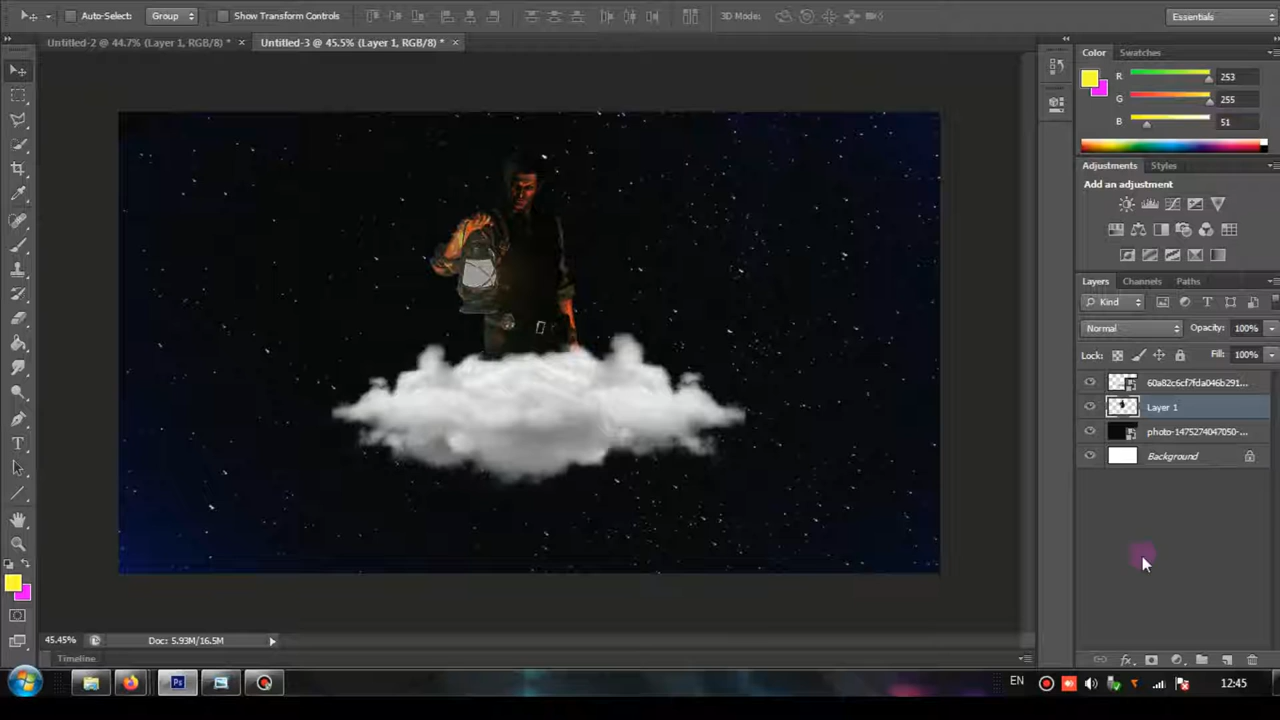 Auto-Select: Group Show Transform Controls 3D Mode: Essentials
Untitled-2 @ 44.7% (Layer 1, RGB/8) * × Untitled-3 @ 45.5% (Layer 1, RGB/8) * ×
Color Swatches
R 253
G 255
B 51
Adjustments Styles
Add an adjustment
Layers Channels Paths
Kind
Normal Opacity: 100%
Lock: Fill: 100%
60a82c6cf7fda046b291...
Layer 1
photo-1475274047050-...
Background
45.45% Doc: 5.93M/16.5M
Timeline
Ps EN 12:45